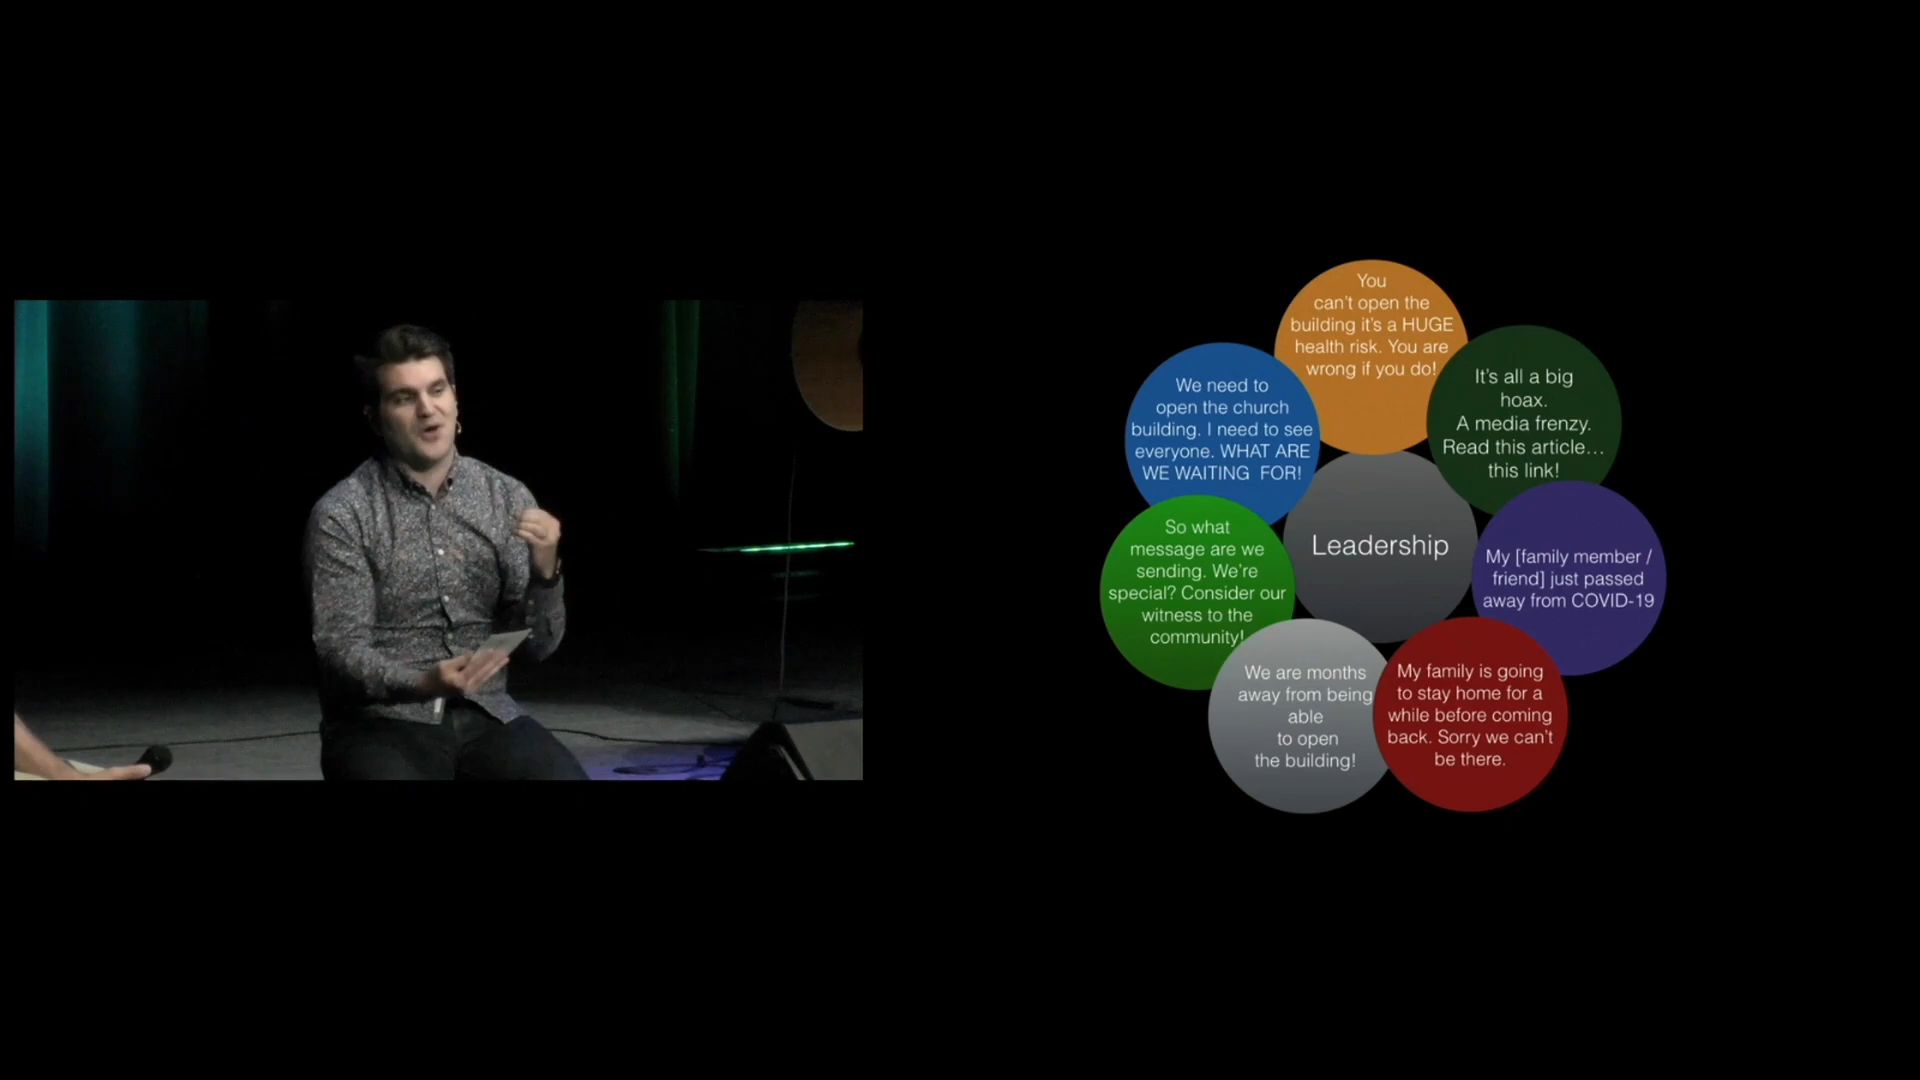 You
can't open the
building it's a HUGE
health risk. You are
wrong if you do!
It's all a big
hoax.
A media frenzy.
Read this article...
this link!
We need to
open the church
building. I need to see
everyone. WHAT ARE
WE WAITING FOR!
Leadership
My [family member /
friend] just passed
away from COVID-19
So what
message are we
sending. We're
special? Consider our
witness to the
community!
We are months
away from being
able
to open
the building!
My family is going
to stay home for a
while before coming
back. Sorry we can't
be there.